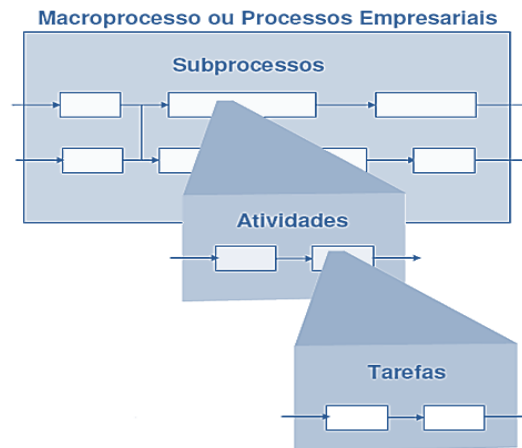 Macroprocesso ou Processos Empresariais
Subprocessos
Atividades
Tarefas